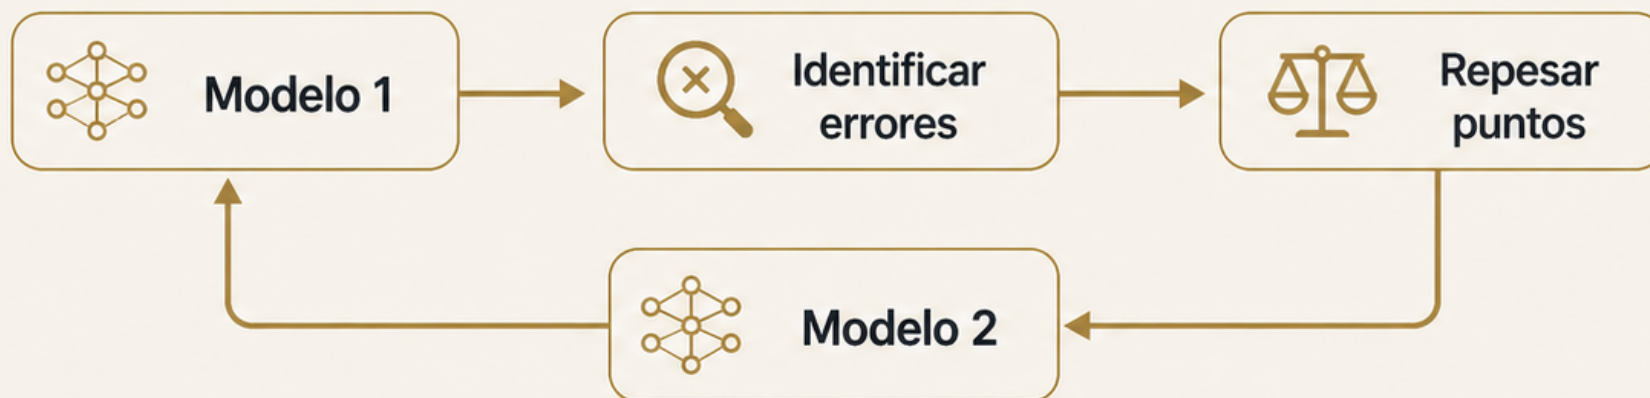 Modelo 1
Identificar
errores
Repesar
puntos
Modelo 2